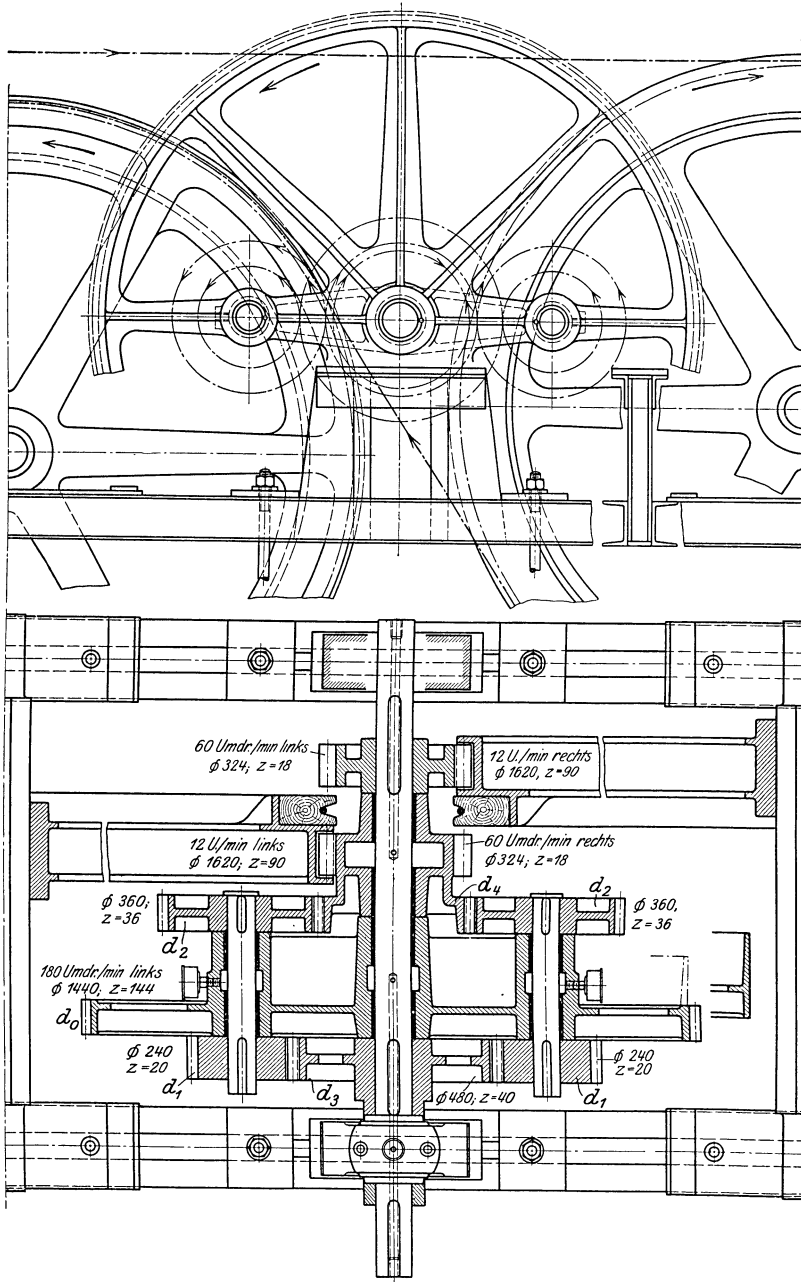 60 Umdr./min links
ϕ 324; z=18
12 U./min rechts
ϕ 1620, z=90
12 U/min links
ϕ 1620; z=90
60 Umdr./min rechts
ϕ 324; z=18
ϕ 360;
z=36
d₂
d₄
d₂
ϕ 360,
z=36
180 Umdr./min links
ϕ 1440; z=144
d₀
ϕ 240
z=20
d₁
d₃
ϕ 480; z=40
d₁
ϕ 240
z=20